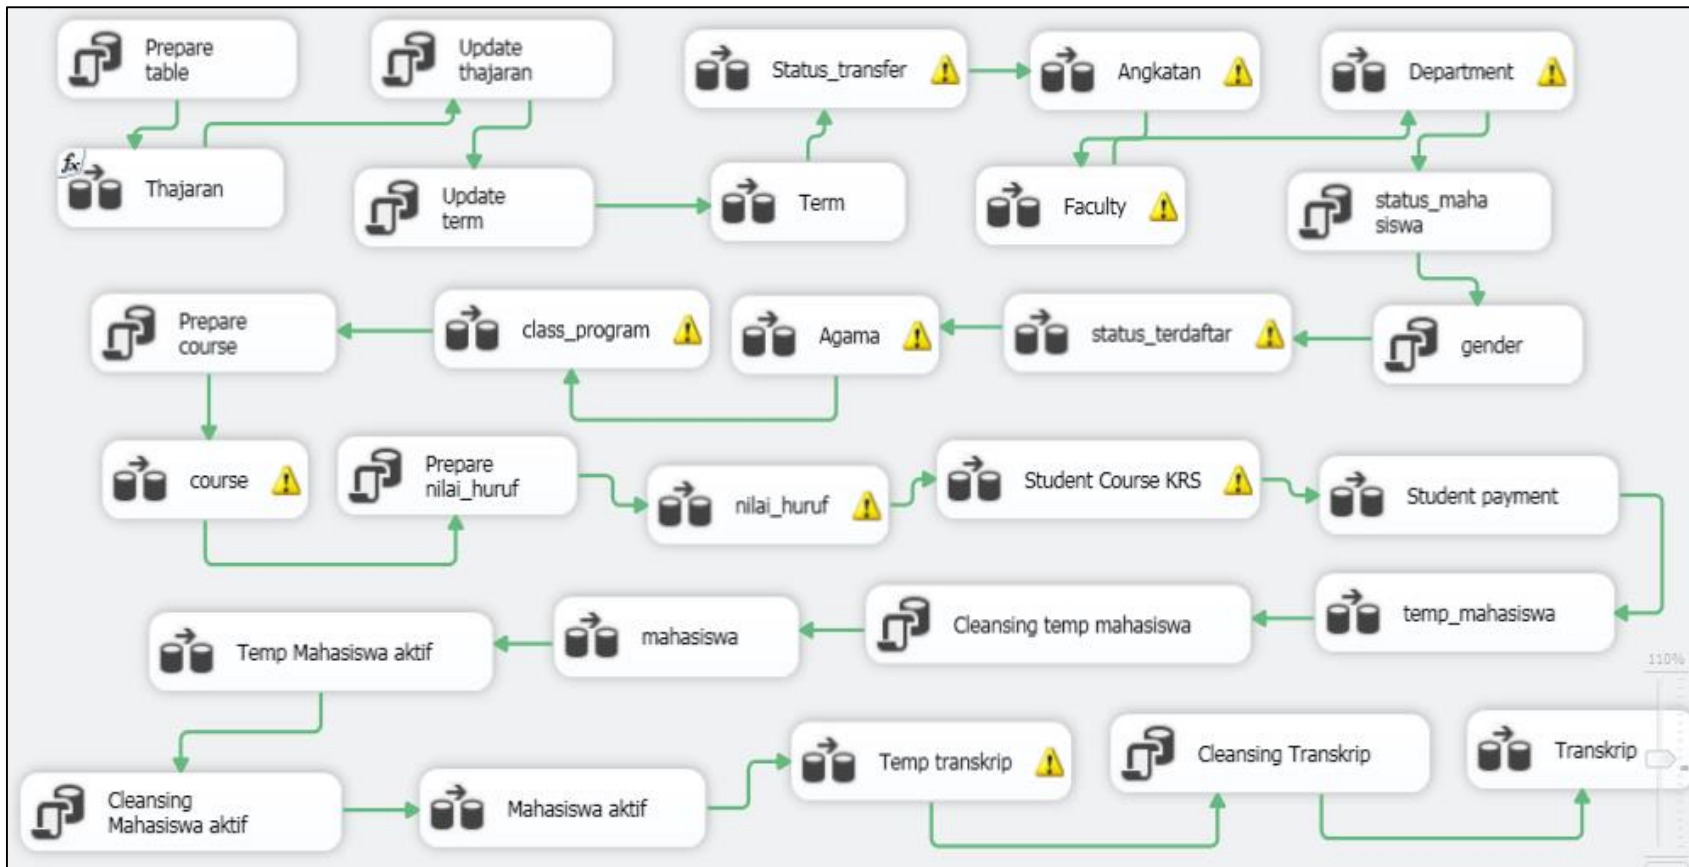 Prepare
table
Update
thajaran
Status_transfer
Angkatan
Department
fx
Thajaran
Update
term
Term
Faculty
status_maha
siswa
Prepare
course
class_program
Agama
status_terdaftar
gender
course
Prepare
nilai_huruf
nilai_huruf
Student Course KRS
Student payment
Temp Mahasiswa aktif
mahasiswa
Cleansing temp mahasiswa
temp_mahasiswa
110%
Cleansing
Mahasiswa aktif
Mahasiswa aktif
Temp transkrip
Cleansing Transkrip
Transkrip